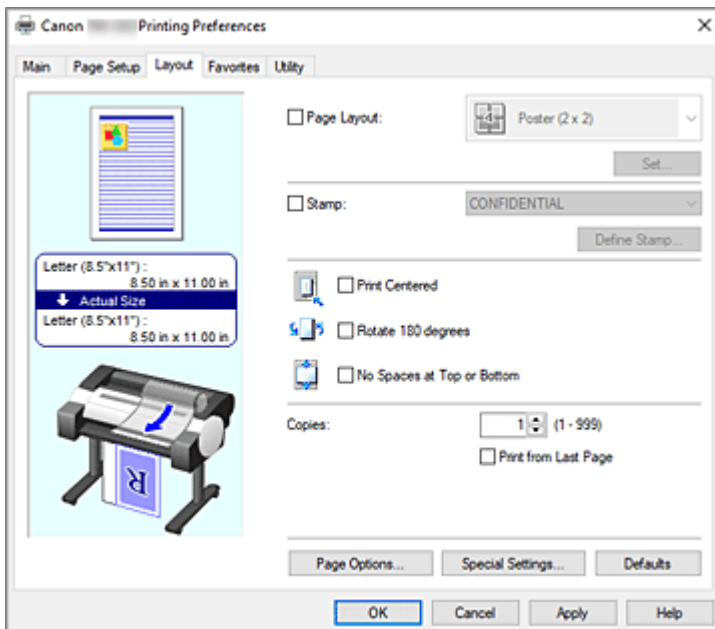 Canon Printing Preferences
Main Page Setup Layout Favorites Utility
Page Layout: Poster (2 x 2)
Set...
Stamp: CONFIDENTIAL
Define Stamp...
Letter (8.5"x11") :
8.50 in x 11.00 in
Actual Size
Letter (8.5"x11") :
8.50 in x 11.00 in
Print Centered
Rotate 180 degrees
No Spaces at Top or Bottom
Copies: 1 (1 - 999)
Print from Last Page
R
Page Options... Special Settings... Defaults
OK Cancel Apply Help